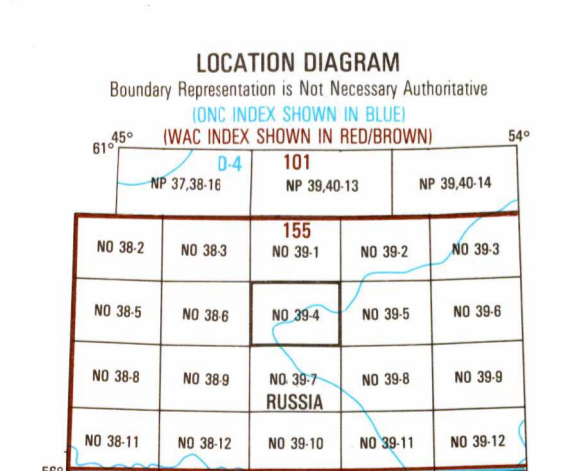 LOCATION DIAGRAM
Boundary Representation is Not Necessary Authoritative
(ONC INDEX SHOWN IN BLUE)
(WAC INDEX SHOWN IN RED/BROWN)
45° 54°
61°
D-4 101
NP 37,38-16 NP 39,40-13 NP 39,40-14
155
NO 38-2 NO 38-3 NO 39-1 NO 39-2 NO 39-3
NO 38-5 NO 38-6 NO 39-4 NO 39-5 NO 39-6
NO 38-8 NO 38-9 NO 39-7 NO 39-8 NO 39-9
RUSSIA
NO 38-11 NO 38-12 NO 39-10 NO 39-11 NO 39-12
56°